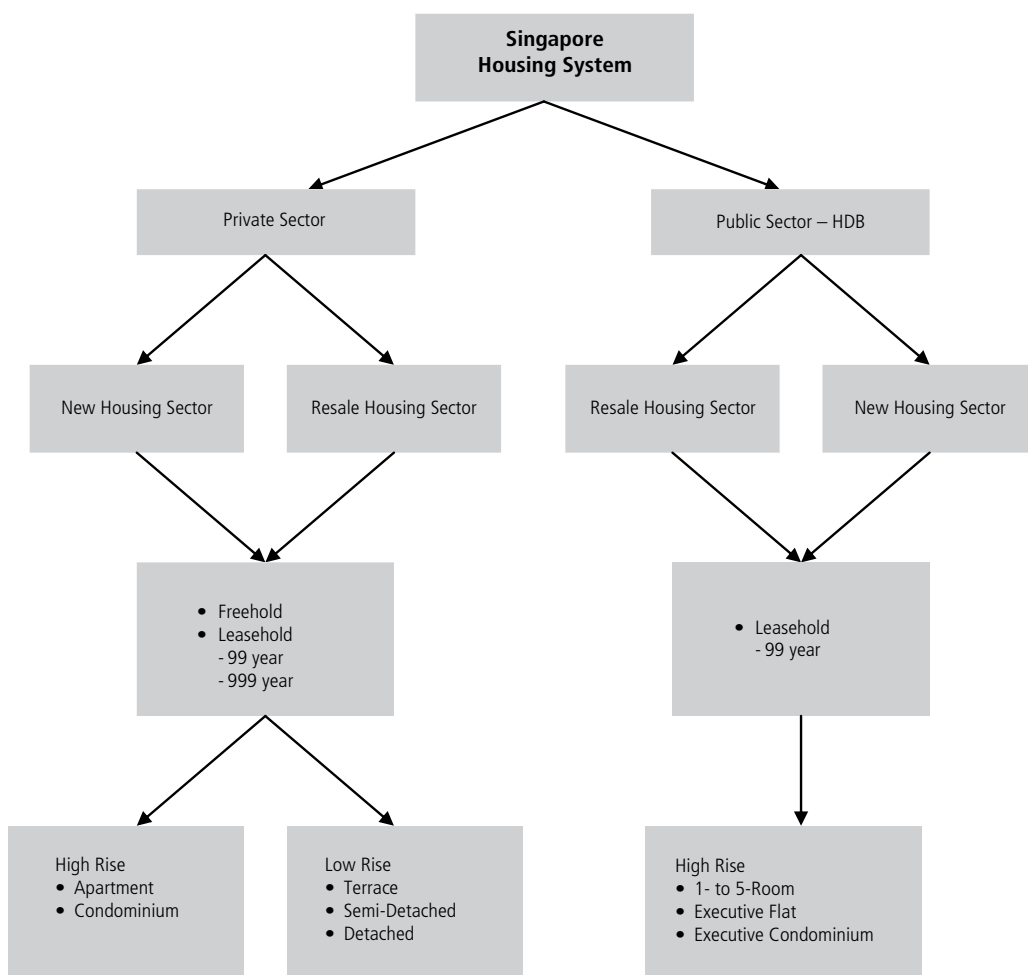 Singapore
Housing System
Private Sector
Public Sector – HDB
New Housing Sector
Resale Housing Sector
Resale Housing Sector
New Housing Sector
• Freehold
• Leasehold
- 99 year
- 999 year
• Leasehold
- 99 year
High Rise
• Apartment
• Condominium
Low Rise
• Terrace
• Semi-Detached
• Detached
High Rise
• 1- to 5-Room
• Executive Flat
• Executive Condominium